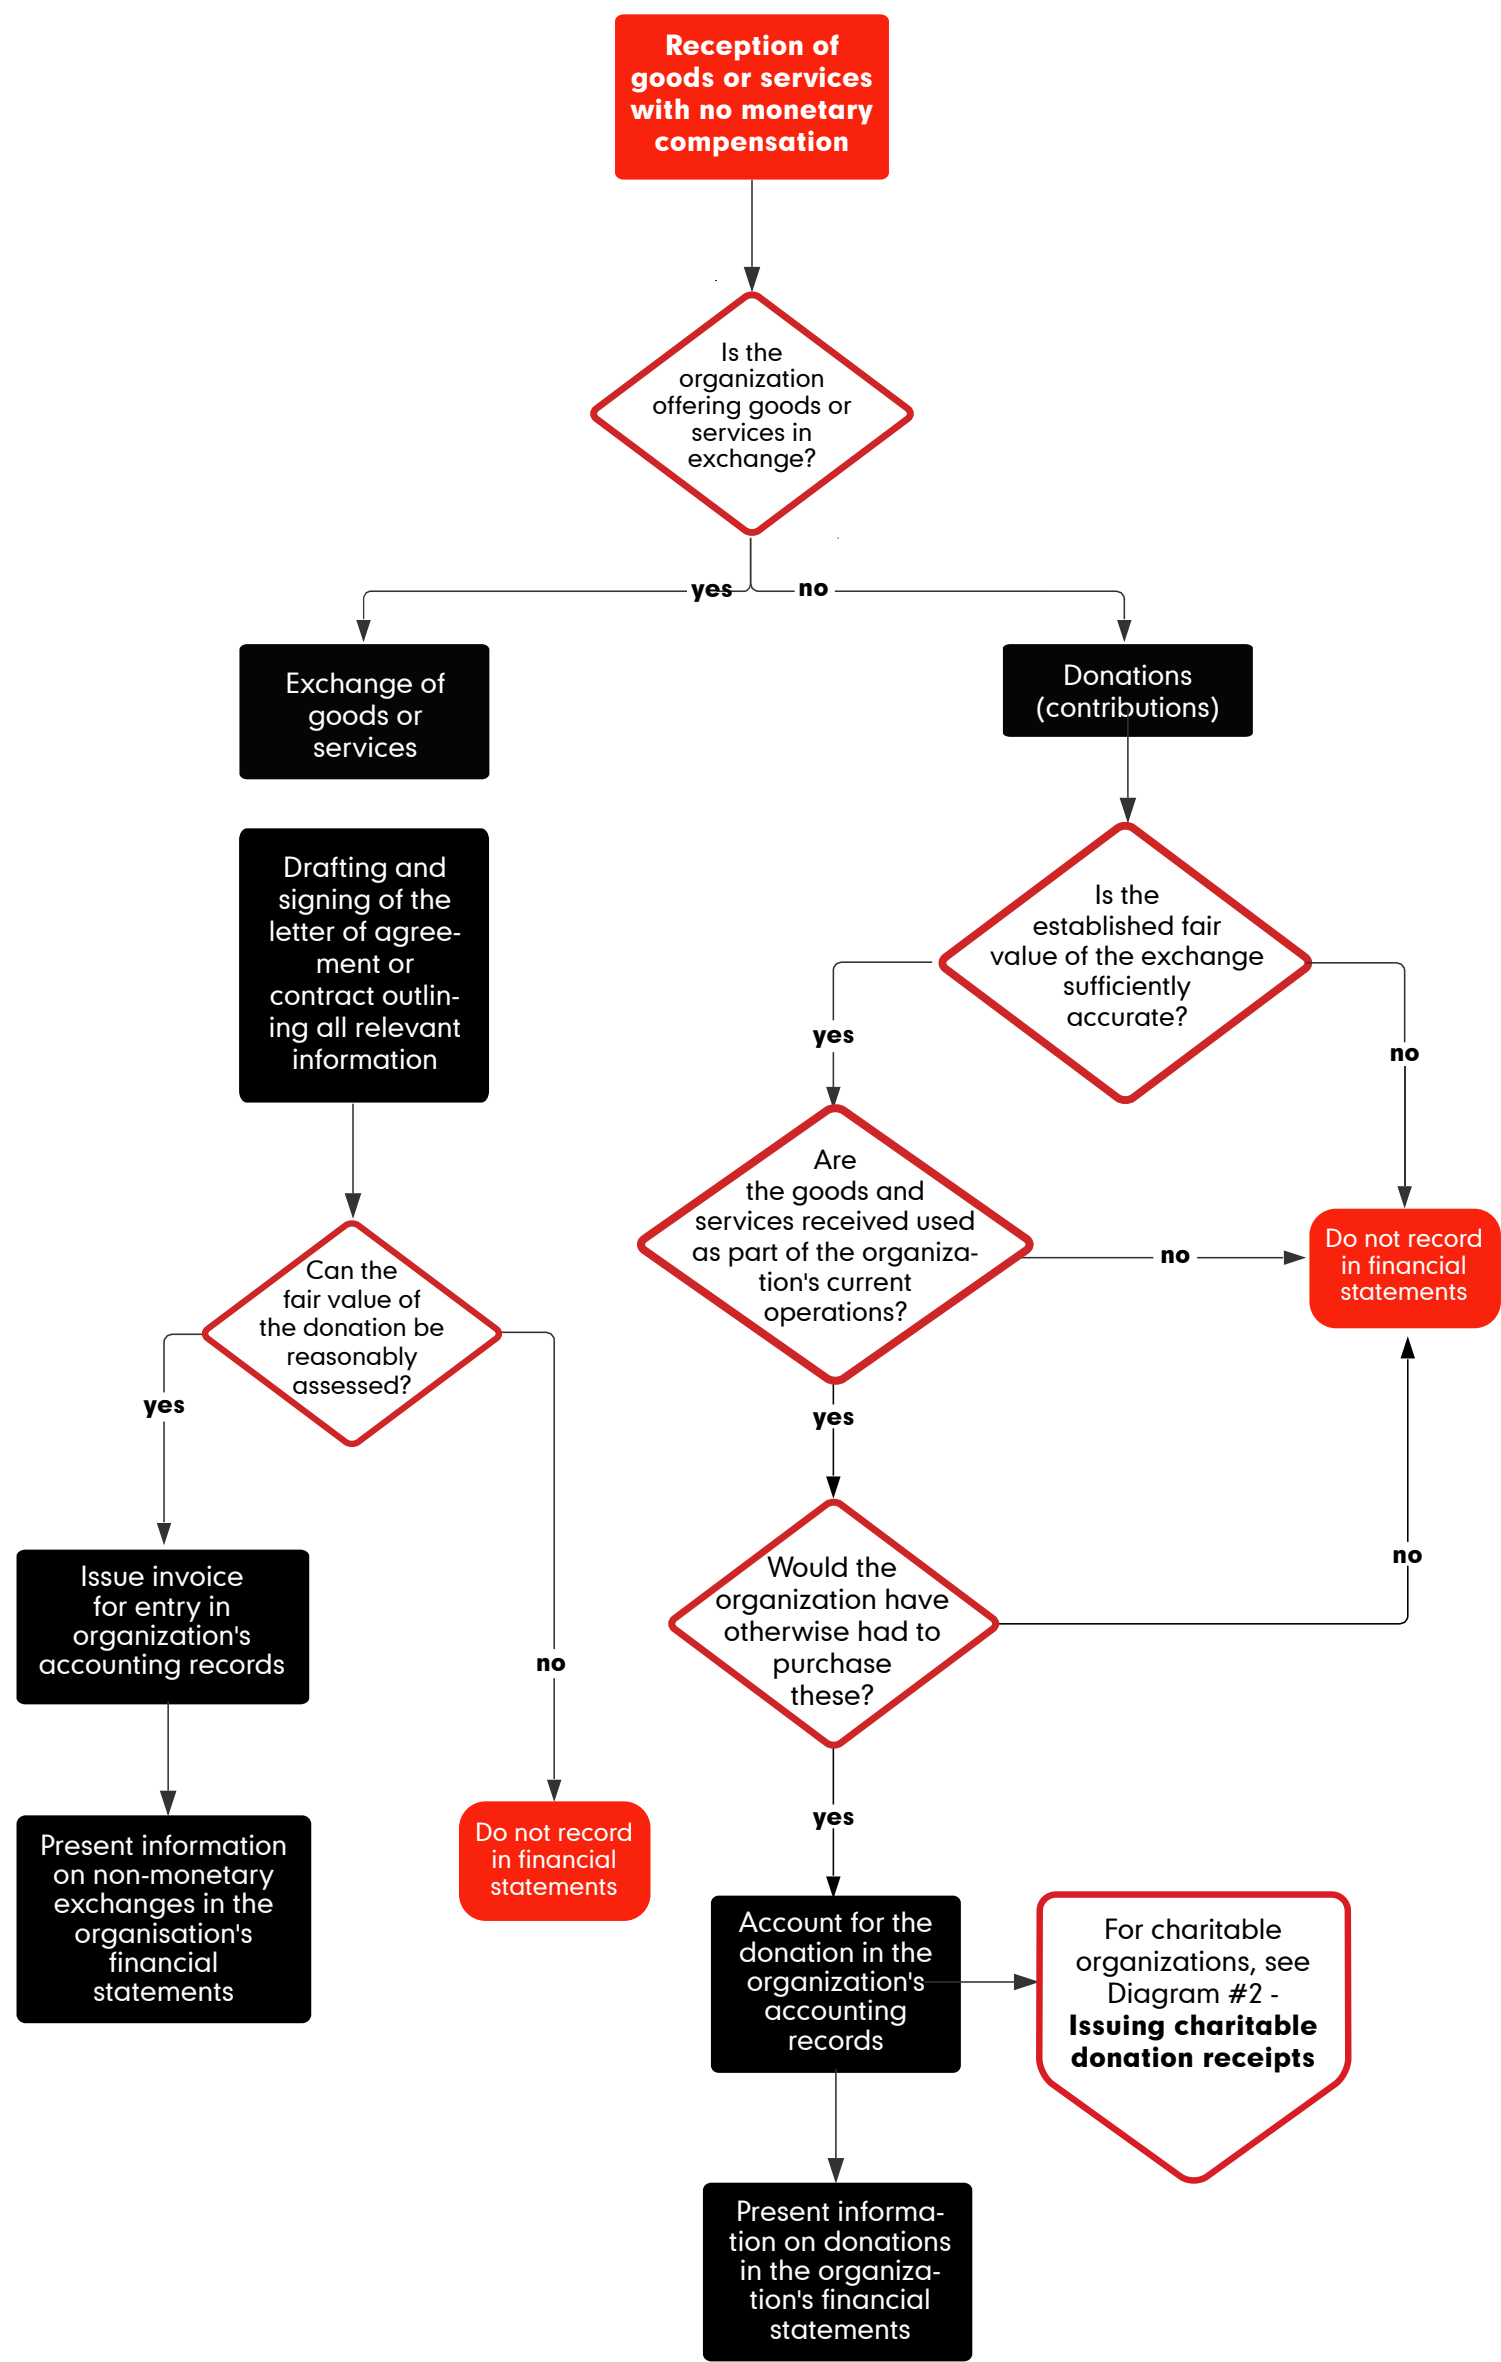 Reception of
goods or services
with no monetary
compensation
Is the
organization
offering goods or
services in
exchange?
yes
no
Exchange of
goods or
services
Donations
(contributions)
Drafting and
signing of the
letter of agree-
ment or
contract outlin-
ing all relevant
information
Is the
established fair
value of the exchange
sufficiently
accurate?
yes
no
Are
the goods and
services received used
as part of the organiza-
tion's current
operations?
no
Do not record
in financial
statements
Can the
fair value of
the donation be
reasonably
assessed?
yes
yes
Issue invoice
for entry in
organization's
accounting records
no
Would the
organization have
otherwise had to
purchase
these?
no
yes
Present information
on non-monetary
exchanges in the
organisation's
financial
statements
Do not record
in financial
statements
Account for the
donation in the
organization's
accounting
records
For charitable
organizations, see
Diagram #2 -
Issuing charitable
donation receipts
Present informa-
tion on donations
in the organiza-
tion's financial
statements